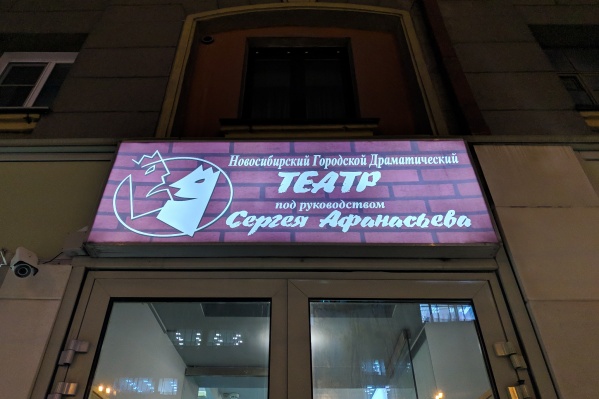 Новосибирский Городской Драматический
ТЕАТР
под руководством
Сергея Афанасьева